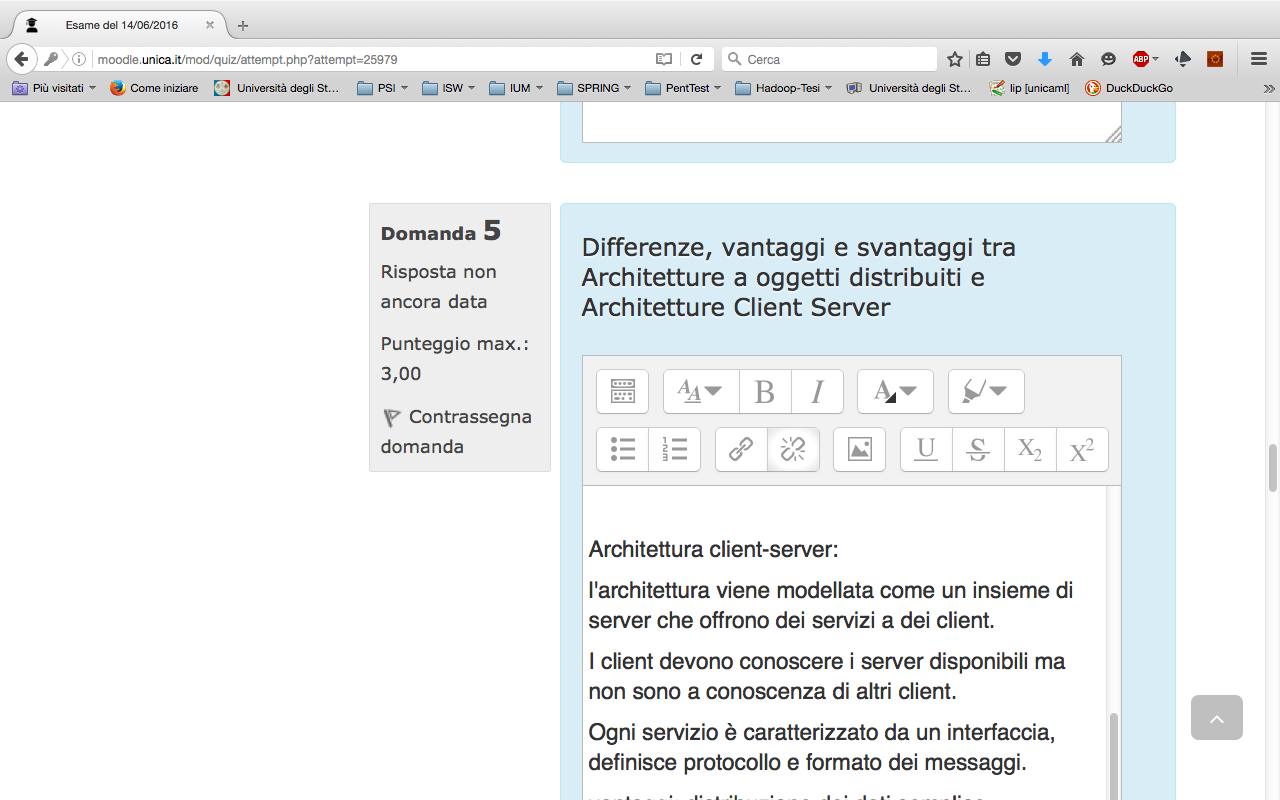 Esame del 14/06/2016
moodle.unica.it/mod/quiz/attempt.php?attempt=25979
Cerca
ABP
Più visitati
Come iniziare
Università degli St...
PSI
ISW
IUM
SPRING
PentTest
Hadoop-Tesi
Università degli St...
lip [unicaml]
DuckDuckGo
Domanda 5
Risposta non
ancora data
Punteggio max.:
3,00
Contrassegna
domanda
Differenze, vantaggi e svantaggi tra
Architetture a oggetti distribuiti e
Architetture Client Server
Architettura client-server:
l'architettura viene modellata come un insieme di
server che offrono dei servizi a dei client.
I client devono conoscere i server disponibili ma
non sono a conoscenza di altri client.
Ogni servizio è caratterizzato da un interfaccia,
definisce protocollo e formato dei messaggi.